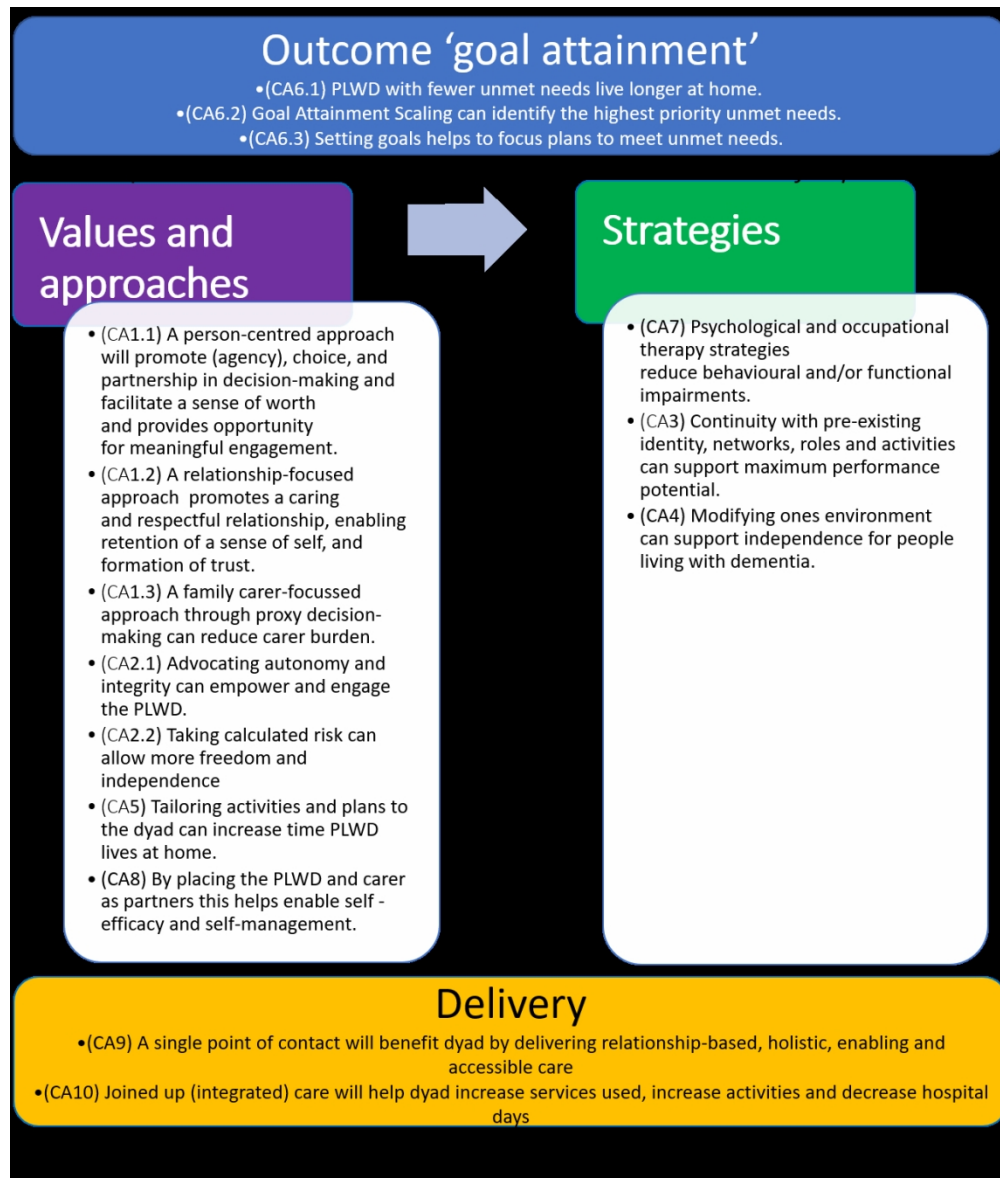 Outcome ‘goal attainment’
•(CA6.1) PLWD with fewer unmet needs live longer at home.
•(CA6.2) Goal Attainment Scaling can identify the highest priority unmet needs.
•(CA6.3) Setting goals helps to focus plans to meet unmet needs.
Values and
approaches
• (CA1.1) A person-centred approach
will promote (agency), choice, and
partnership in decision-making and
facilitate a sense of worth
and provides opportunity
for meaningful engagement.
• (CA1.2) A relationship-focused
approach promotes a caring
and respectful relationship, enabling
retention of a sense of self, and
formation of trust.
• (CA1.3) A family carer-focussed
approach through proxy decision-
making can reduce carer burden.
• (CA2.1) Advocating autonomy and
integrity can empower and engage
the PLWD.
• (CA2.2) Taking calculated risk can
allow more freedom and
independence
• (CA5) Tailoring activities and plans to
the dyad can increase time PLWD
lives at home.
• (CA8) By placing the PLWD and carer
as partners this helps enable self -
efficacy and self-management.
Strategies
• (CA7) Psychological and occupational
therapy strategies
reduce behavioural and/or functional
impairments.
• (CA3) Continuity with pre-existing
identity, networks, roles and activities
can support maximum performance
potential.
• (CA4) Modifying ones environment
can support independence for people
living with dementia.
Delivery
•(CA9) A single point of contact will benefit dyad by delivering relationship-based, holistic, enabling and
accessible care
•(CA10) Joined up (integrated) care will help dyad increase services used, increase activities and decrease hospital
days